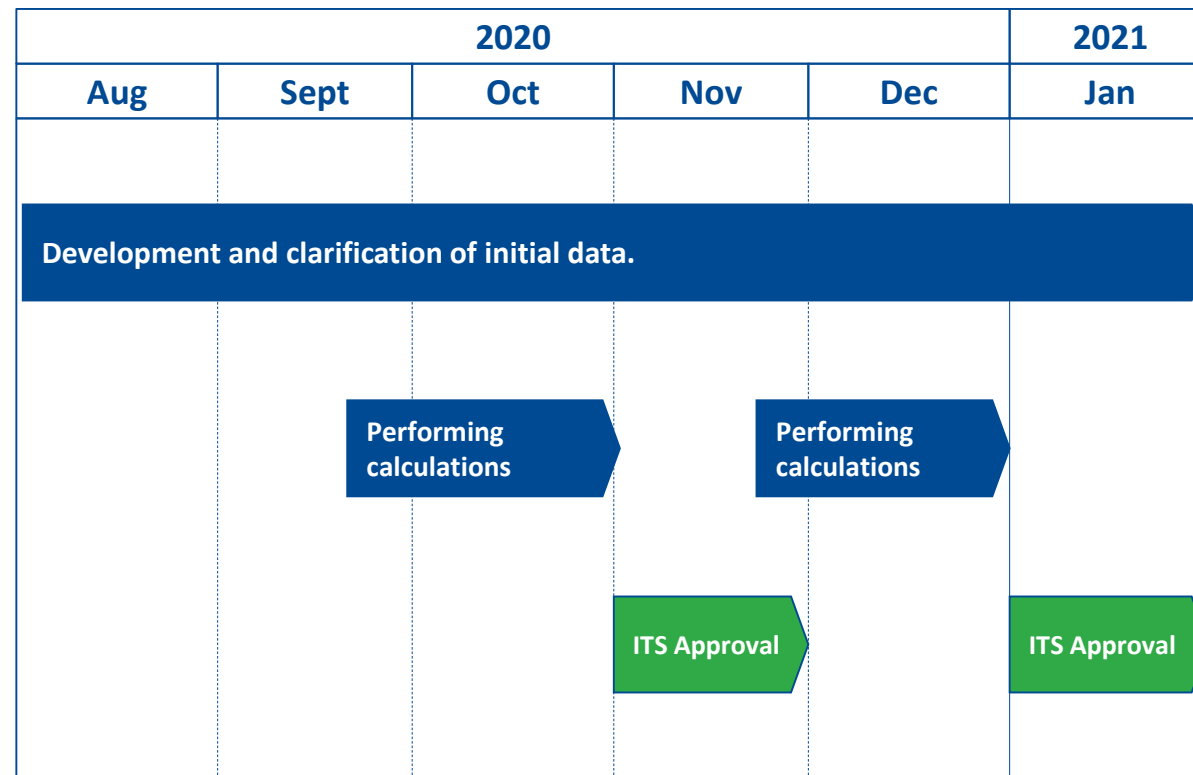 2020 2021
Aug Sept Oct Nov Dec Jan
Development and clarification of initial data.
Performing
calculations
Performing
calculations
ITS Approval
ITS Approval